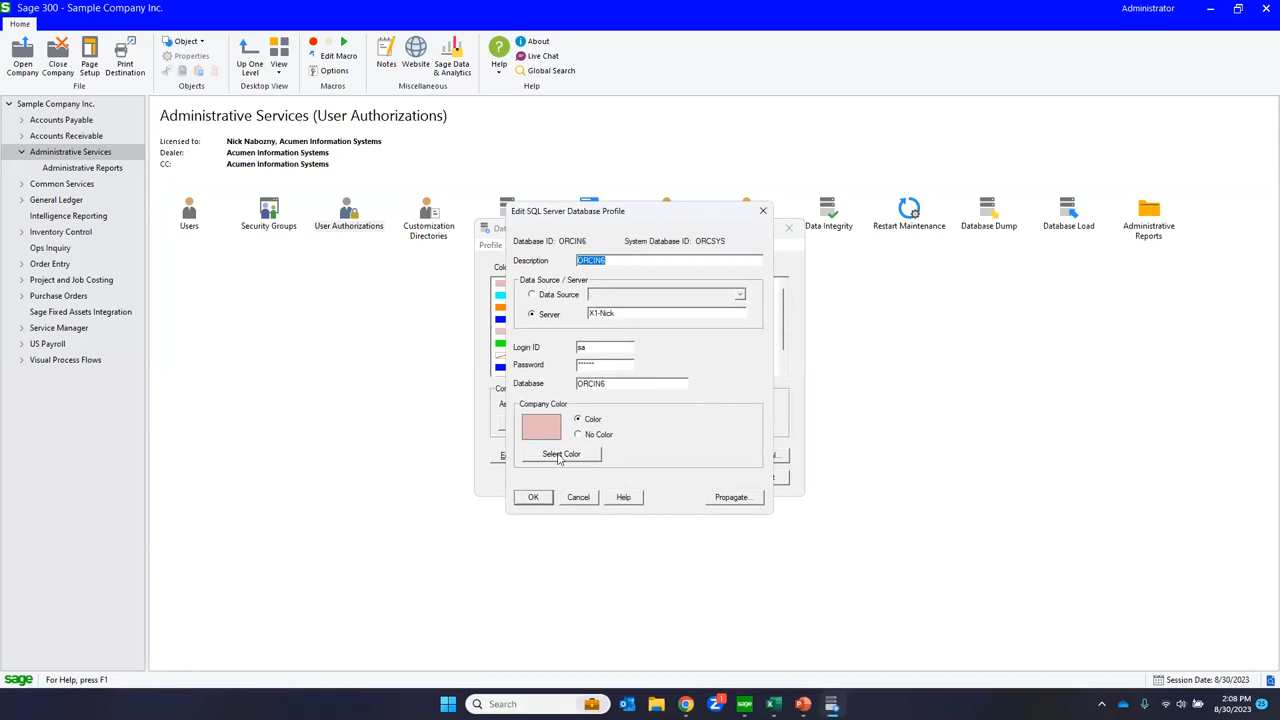 Sage 300 - Sample Company Inc.
Administrator
Home
Open Company
Close Company
Page Setup
Print Destination
File
Object
Properties
Objects
Up One Level
View
Desktop View
Edit Macro
Options
Macros
Notes
Website
Sage Data & Analytics
Miscellaneous
Help
About
Live Chat
Global Search
Help
Sample Company Inc.
Accounts Payable
Accounts Receivable
Administrative Services
Administrative Reports
Common Services
General Ledger
Intelligence Reporting
Inventory Control
Ops Inquiry
Order Entry
Project and Job Costing
Purchase Orders
Sage Fixed Assets Integration
Service Manager
US Payroll
Visual Process Flows
Administrative Services (User Authorizations)
Licensed to: Nick Nabozny, Acumen Information Systems
Dealer: Acumen Information Systems
CC: Acumen Information Systems
Users
Security Groups
User Authorizations
Customization Directories
Data Integrity
Restart Maintenance
Database Dump
Database Load
Administrative Reports
Profile
Edit SQL Server Database Profile
Database ID: ORCIN6 System Database ID: ORCSYS
Description ORCIN6
Data Source / Server
Data Source
Server X1-Nick
Login ID sa
Password ******
Database ORCIN6
Company Color
Color
No Color
Select Color
OK Cancel Help Propagate...
sage For Help, press F1
Session Date: 8/30/2023
Search
1
sage
2:08 PM
8/30/2023